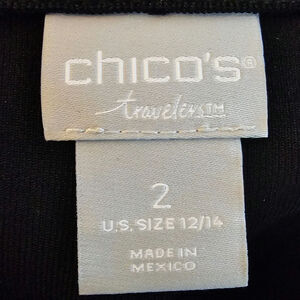 chico's®
travelers™
2
U.S. SIZE 12/14
MADE IN
MEXICO